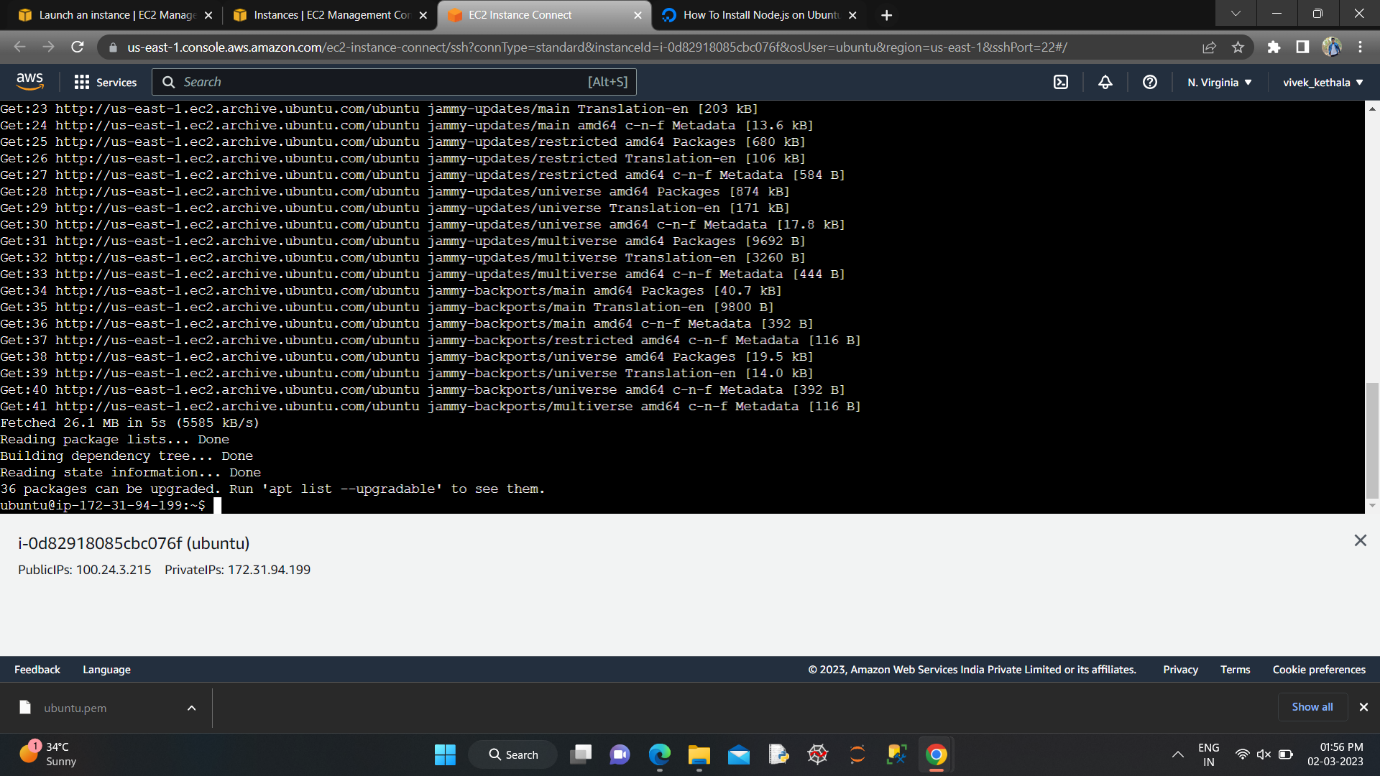 Launch an instance | EC2 Manage
Instances | EC2 Management Con
EC2 Instance Connect
How To Install Node.js on Ubuntu
us-east-1.console.aws.amazon.com/ec2-instance-connect/ssh?connType=standard&instanceId=i-0d82918085cbc076f&osUser=ubuntu&region=us-east-1&sshPort=22#/
aws Services Search [Alt+S] N. Virginia vivek_kethala
Get:23 http://us-east-1.ec2.archive.ubuntu.com/ubuntu jammy-updates/main Translation-en [203 kB]
Get:24 http://us-east-1.ec2.archive.ubuntu.com/ubuntu jammy-updates/main amd64 c-n-f Metadata [13.6 kB]
Get:25 http://us-east-1.ec2.archive.ubuntu.com/ubuntu jammy-updates/restricted amd64 Packages [680 kB]
Get:26 http://us-east-1.ec2.archive.ubuntu.com/ubuntu jammy-updates/restricted Translation-en [106 kB]
Get:27 http://us-east-1.ec2.archive.ubuntu.com/ubuntu jammy-updates/restricted amd64 c-n-f Metadata [584 B]
Get:28 http://us-east-1.ec2.archive.ubuntu.com/ubuntu jammy-updates/universe amd64 Packages [874 kB]
Get:29 http://us-east-1.ec2.archive.ubuntu.com/ubuntu jammy-updates/universe Translation-en [171 kB]
Get:30 http://us-east-1.ec2.archive.ubuntu.com/ubuntu jammy-updates/universe amd64 c-n-f Metadata [17.8 kB]
Get:31 http://us-east-1.ec2.archive.ubuntu.com/ubuntu jammy-updates/multiverse amd64 Packages [9692 B]
Get:32 http://us-east-1.ec2.archive.ubuntu.com/ubuntu jammy-updates/multiverse Translation-en [3260 B]
Get:33 http://us-east-1.ec2.archive.ubuntu.com/ubuntu jammy-updates/multiverse amd64 c-n-f Metadata [444 B]
Get:34 http://us-east-1.ec2.archive.ubuntu.com/ubuntu jammy-backports/main amd64 Packages [40.7 kB]
Get:35 http://us-east-1.ec2.archive.ubuntu.com/ubuntu jammy-backports/main Translation-en [9800 B]
Get:36 http://us-east-1.ec2.archive.ubuntu.com/ubuntu jammy-backports/main amd64 c-n-f Metadata [392 B]
Get:37 http://us-east-1.ec2.archive.ubuntu.com/ubuntu jammy-backports/restricted amd64 c-n-f Metadata [116 B]
Get:38 http://us-east-1.ec2.archive.ubuntu.com/ubuntu jammy-backports/universe amd64 Packages [19.5 kB]
Get:39 http://us-east-1.ec2.archive.ubuntu.com/ubuntu jammy-backports/universe Translation-en [14.0 kB]
Get:40 http://us-east-1.ec2.archive.ubuntu.com/ubuntu jammy-backports/universe amd64 c-n-f Metadata [392 B]
Get:41 http://us-east-1.ec2.archive.ubuntu.com/ubuntu jammy-backports/multiverse amd64 c-n-f Metadata [116 B]
Fetched 26.1 MB in 5s (5585 kB/s)
Reading package lists... Done
Building dependency tree... Done
Reading state information... Done
36 packages can be upgraded. Run 'apt list --upgradable' to see them.
ubuntu@ip-172-31-94-199:~$
i-0d82918085cbc076f (ubuntu)
PublicIPs: 100.24.3.215 PrivateIPs: 172.31.94.199
Feedback Language © 2023, Amazon Web Services India Private Limited or its affiliates. Privacy Terms Cookie preferences
ubuntu.pem Show all
1 34°C
Sunny
Search
ENG
IN
01:56 PM
02-03-2023